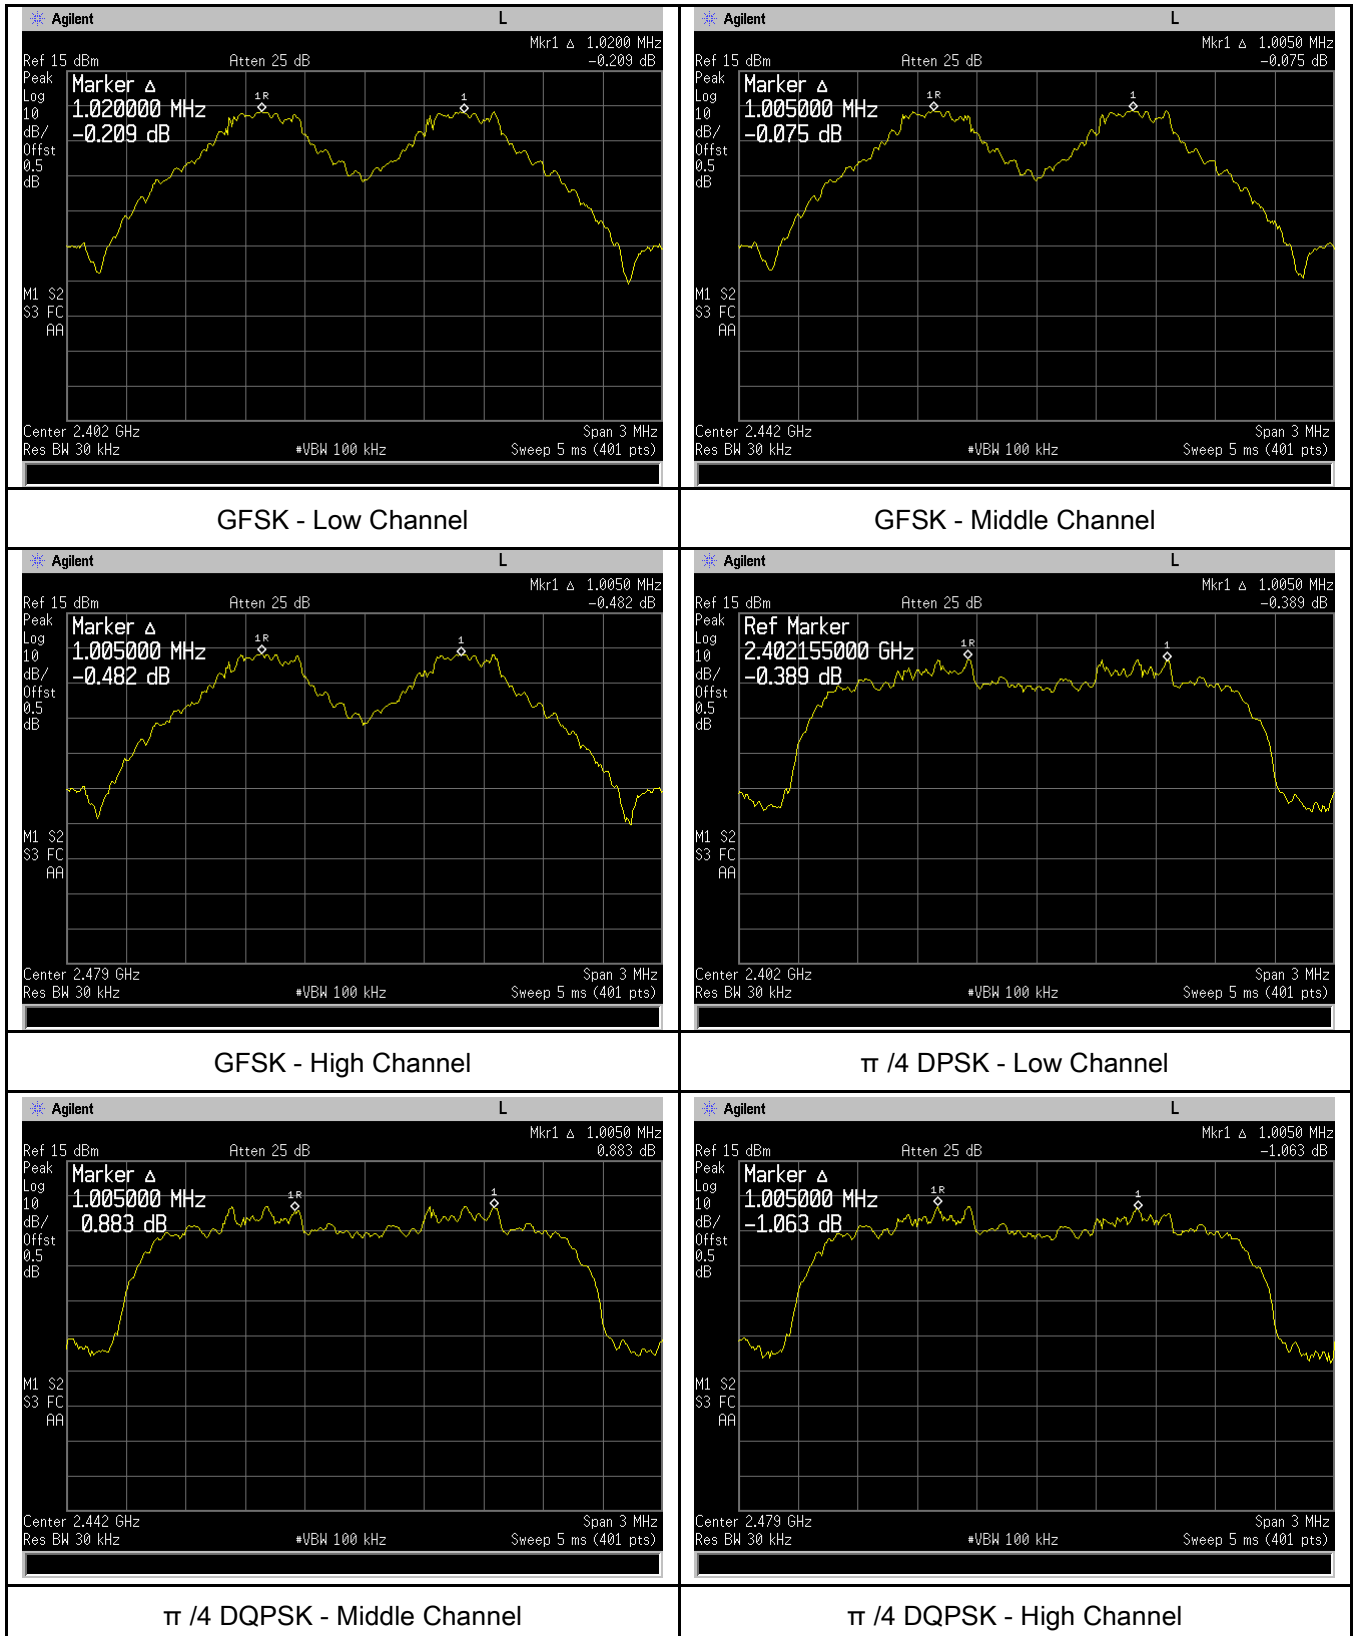 Agilent L
Mkr1 Δ 1.0200 MHz
Ref 15 dBm Atten 25 dB -0.209 dB
Peak
Log
10
dB/
Offst
0.5
dB
Marker Δ
1.020000 MHz
-0.209 dB
1R 1
M1 S2
S3 FC
AA
Center 2.402 GHz Span 3 MHz
Res BW 30 kHz #VBW 100 kHz Sweep 5 ms (401 pts)
GFSK - Low Channel
Agilent L
Mkr1 Δ 1.0050 MHz
Ref 15 dBm Atten 25 dB -0.075 dB
Peak
Log
10
dB/
Offst
0.5
dB
Marker Δ
1.005000 MHz
-0.075 dB
1R 1
M1 S2
S3 FC
AA
Center 2.442 GHz Span 3 MHz
Res BW 30 kHz #VBW 100 kHz Sweep 5 ms (401 pts)
GFSK - Middle Channel
Agilent L
Mkr1 Δ 1.0050 MHz
Ref 15 dBm Atten 25 dB -0.482 dB
Peak
Log
10
dB/
Offst
0.5
dB
Marker Δ
1.005000 MHz
-0.482 dB
1R 1
M1 S2
S3 FC
AA
Center 2.479 GHz Span 3 MHz
Res BW 30 kHz #VBW 100 kHz Sweep 5 ms (401 pts)
GFSK - High Channel
Agilent L
Mkr1 Δ 1.0050 MHz
Ref 15 dBm Atten 25 dB -0.389 dB
Peak
Log
10
dB/
Offst
0.5
dB
Ref Marker
2.402155000 GHz
-0.389 dB
1R 1
M1 S2
S3 FC
AA
Center 2.402 GHz Span 3 MHz
Res BW 30 kHz #VBW 100 kHz Sweep 5 ms (401 pts)
π /4 DPSK - Low Channel
Agilent L
Mkr1 Δ 1.0050 MHz
Ref 15 dBm Atten 25 dB 0.883 dB
Peak
Log
10
dB/
Offst
0.5
dB
Marker Δ
1.005000 MHz
0.883 dB
1R 1
M1 S2
S3 FC
AA
Center 2.442 GHz Span 3 MHz
Res BW 30 kHz #VBW 100 kHz Sweep 5 ms (401 pts)
π /4 DQPSK - Middle Channel
Agilent L
Mkr1 Δ 1.0050 MHz
Ref 15 dBm Atten 25 dB -1.063 dB
Peak
Log
10
dB/
Offst
0.5
dB
Marker Δ
1.005000 MHz
-1.063 dB
1R 1
M1 S2
S3 FC
AA
Center 2.479 GHz Span 3 MHz
Res BW 30 kHz #VBW 100 kHz Sweep 5 ms (401 pts)
π /4 DQPSK - High Channel